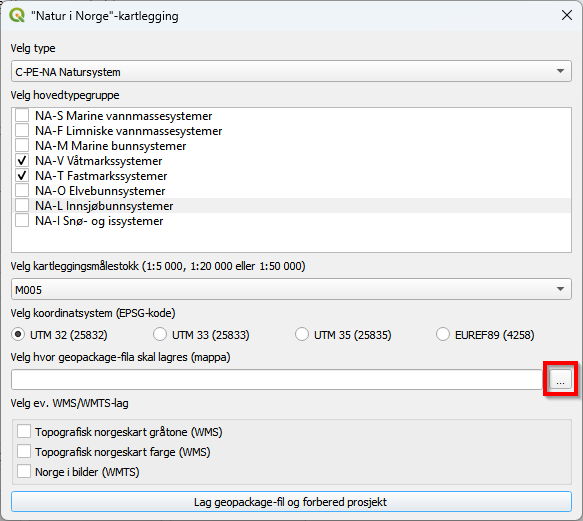 "Natur i Norge"-kartlegging
Velg type
C-PE-NA Natursystem
Velg hovedtypegruppe
NA-S Marine vannmassesystemer
NA-F Limniske vannmassesystemer
NA-M Marine bunnsystemer
NA-V Våtmarkssystemer
NA-T Fastmarkssystemer
NA-O Elvebunnsystemer
NA-L Innsjøbunnsystemer
NA-I Snø- og issystemer
Velg kartleggingsmålestokk (1:5 000, 1:20 000 eller 1:50 000)
M005
Velg koordinatsystem (EPSG-kode)
UTM 32 (25832) UTM 33 (25833) UTM 35 (25835) EUREF89 (4258)
Velg hvor geopackage-fila skal lagres (mappa)
...
Velg ev. WMS/WMTS-lag
Topografisk norgeskart gråtone (WMS)
Topografisk norgeskart farge (WMS)
Norge i bilder (WMTS)
Lag geopackage-fil og forbered prosjekt